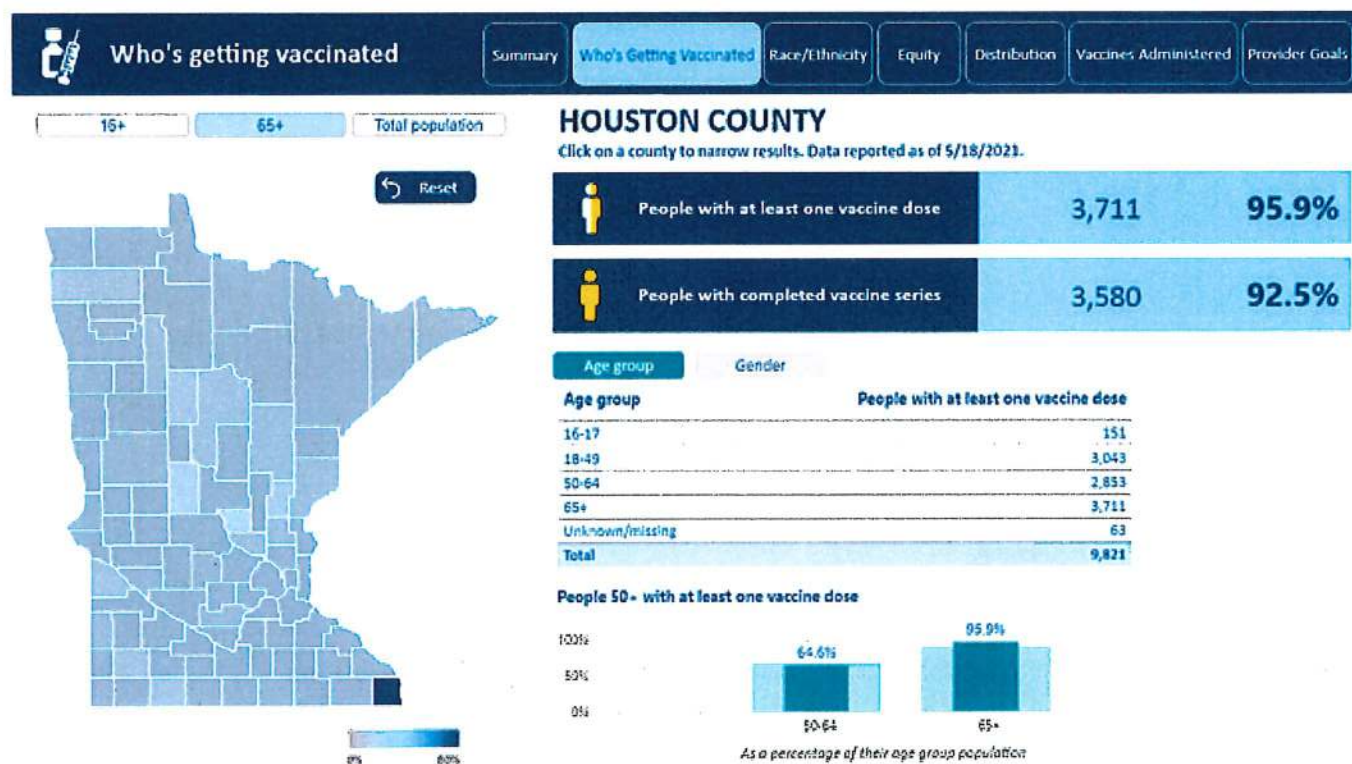 Who's getting vaccinated
Summary
Who's Getting Vaccinated
Race/Ethnicity
Equity
Distribution
Vaccines Administered
Provider Goals
16+
65+
Total population
Reset
HOUSTON COUNTY
Click on a county to narrow results. Data reported as of 5/18/2021.
People with at least one vaccine dose 3,711 95.9%
People with completed vaccine series 3,580 92.5%
Age group Gender
Age group People with at least one vaccine dose
16-17 151
18-49 3,043
50-64 2,853
65+ 3,711
Unknown/missing 63
Total 9,821
People 50+ with at least one vaccine dose
100%
50%
0%
64.6%
95.9%
50-64
65+
As a percentage of their age group population
0%